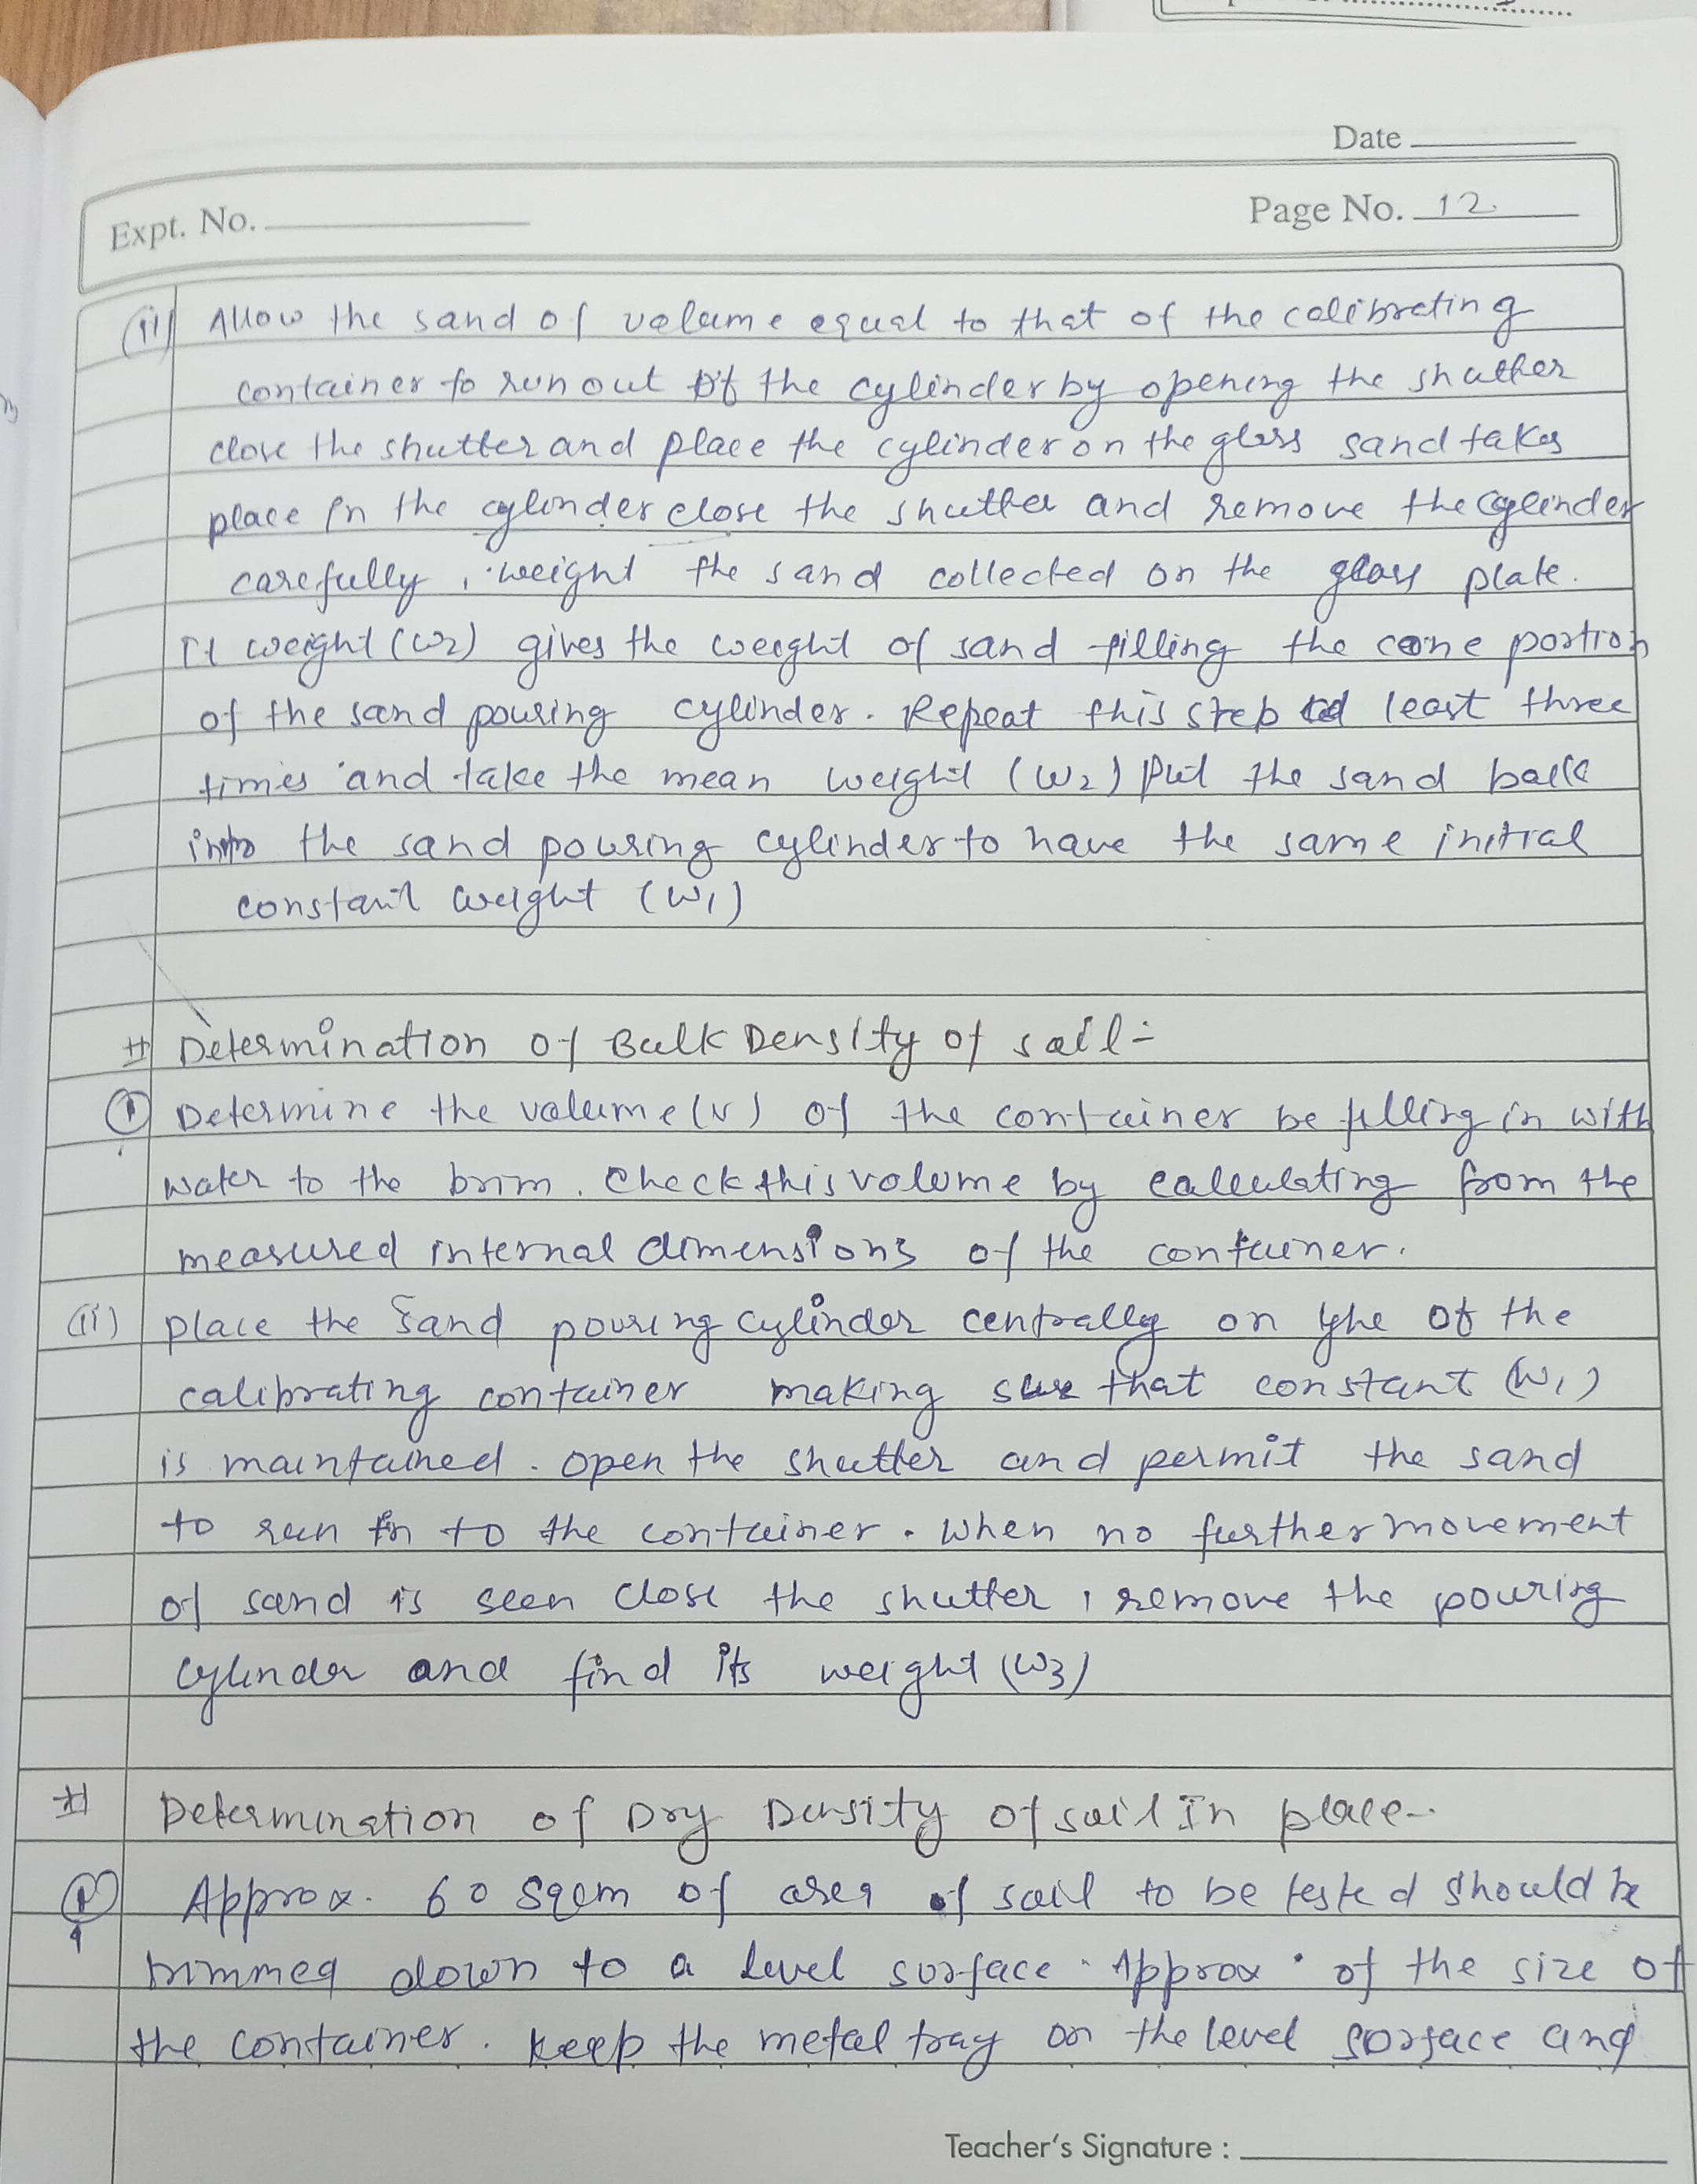 Date
Expt. No.
Page No. 12.
(ii) Allow the sand of volume equal to that of the calibrating
container to run out of the cylinder by opening the shutter
close the shutter and place the cylinder on the glass sand takes
place in the cylinder close the shutter and remove the cylinder
carefully, weight the sand collected on the glass plate.
It weight (W2) gives the weight of sand filling the cone portion
of the sand pouring cylinder. Repeat this step at least three
times and take the mean weight (W2) put the sand back
into the sand pouring cylinder to have the same initial
constant weight (W1)
# Determination of Bulk Density of soil:-
(i) Determine the volume (v) of the container be filling in with
water to the brim. Check this volume by calculating from the
measured internal dimensions of the container.
(ii) place the sand pouring cylinder centrally on yhe of the
calibrating container making sure that constant (W1)
is maintained. open the shutter and permit the sand
to run in to the container. When no further movement
of sand is seen close the shutter, remove the pouring
cylinder and find its weight (W3)
# Determination of Dry Density of soil In place-.
(i) Approx. 60 sqcm of area of soil to be tested should be
trimmed down to a level surface. Approx. of the size of
the container. keep the metal tray on the level surface and
Teacher's Signature :